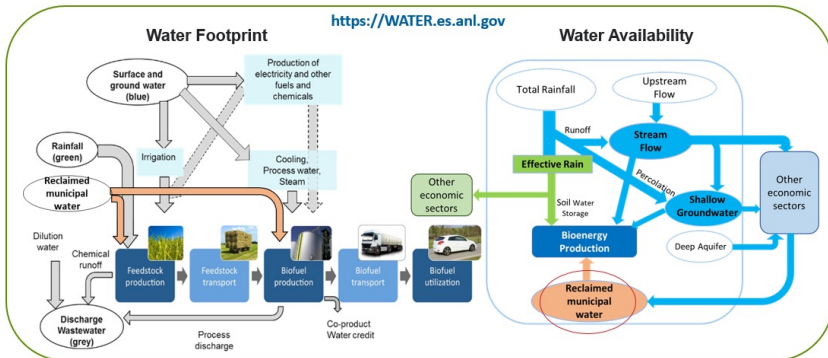 https://WATER.es.anl.gov
Water Footprint
Surface and
ground water
(blue)
Production of
electricity and other
fuels and
chemicals
Rainfall
(green)
Irrigation
Cooling,
Process water,
Steam
Reclaimed municipal
water
Dilution
water
Chemical
runoff
Feedstock
production
Feedstock
transport
Biofuel
production
Biofuel
transport
Biofuel
utilization
Discharge
Wastewater
(grey)
Process
discharge
Co-product
Water credit
Water Availability
Total Rainfall
Upstream
Flow
Runoff
Stream
Flow
Effective Rain
Percolation
Other
economic
sectors
Soil Water
Storage
Shallow
Groundwater
Other
economic
sectors
Bioenergy
Production
Deep Aquifer
Reclaimed
municipal
water